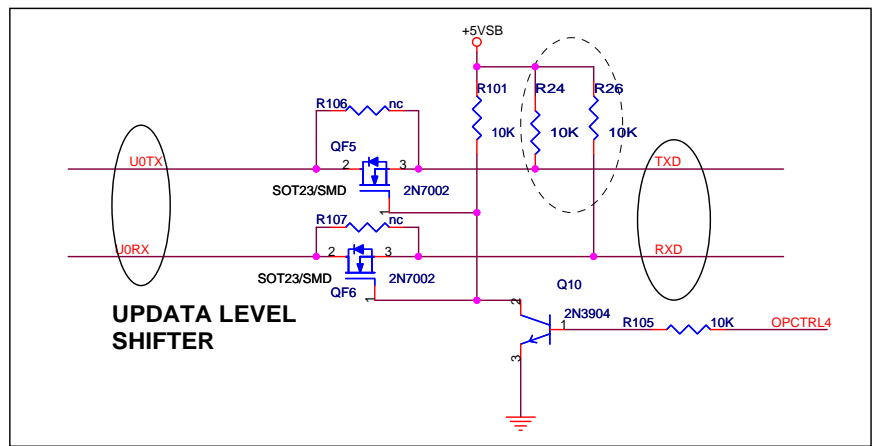 +5VSB
R101
R24
R26
R106
nc
10K
10K
10K
QF5
U0TX
2
3
TXD
SOT23/SMD
2N7002
1
R107
nc
U0RX
2
3
RXD
SOT23/SMD
2N7002
Q10
QF6
1
2
UPDATA LEVEL
SHIFTER
2N3904
1
R105
10K
OPCTRL4
3